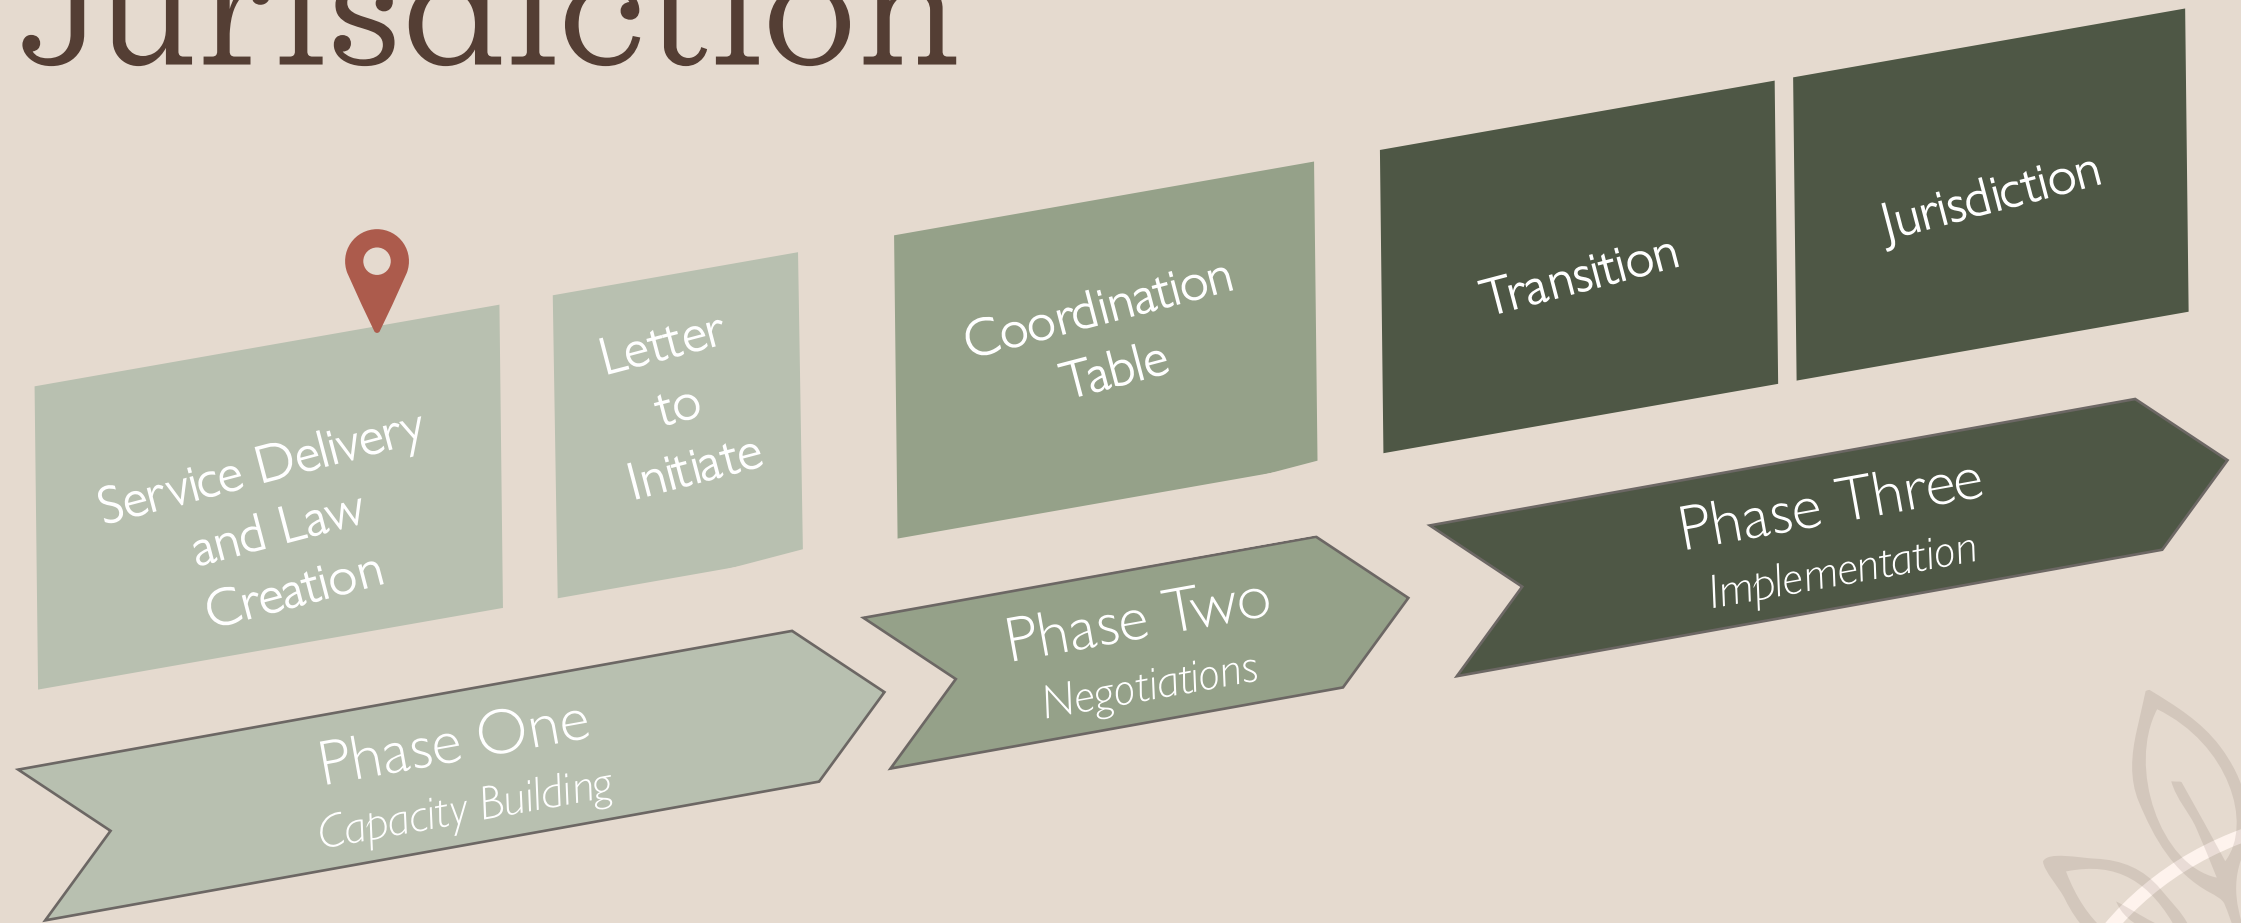 Jurisdiction
Service Delivery
and Law
Creation
Letter
to
Initiate
Coordination
Table
Transition
Jurisdiction
Phase One
Capacity Building
Phase Two
Negotiations
Phase Three
Implementation